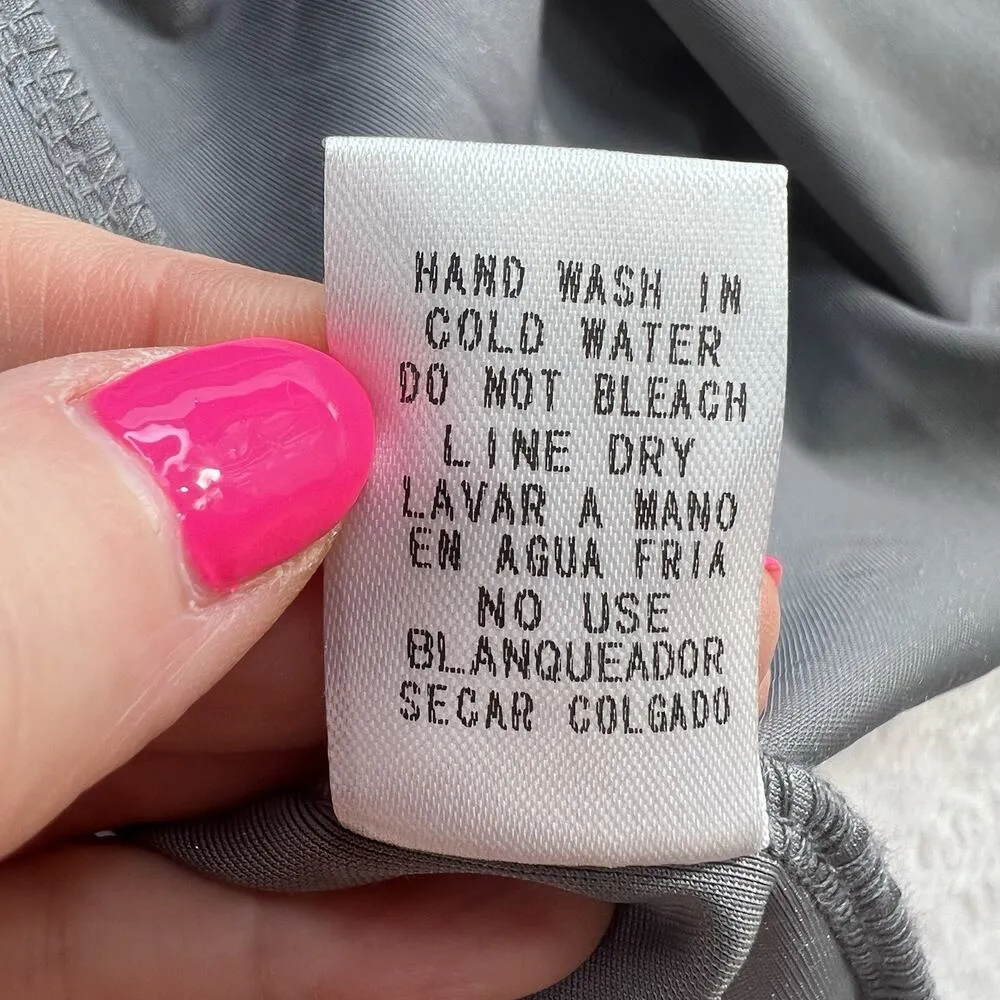 HAND WASH IN
COLD WATER
DO NOT BLEACH
LINE DRY
LAVAR A MANO
EN AGUA FRIA
NO USE
BLANQUEADOR
SECAR COLGADO